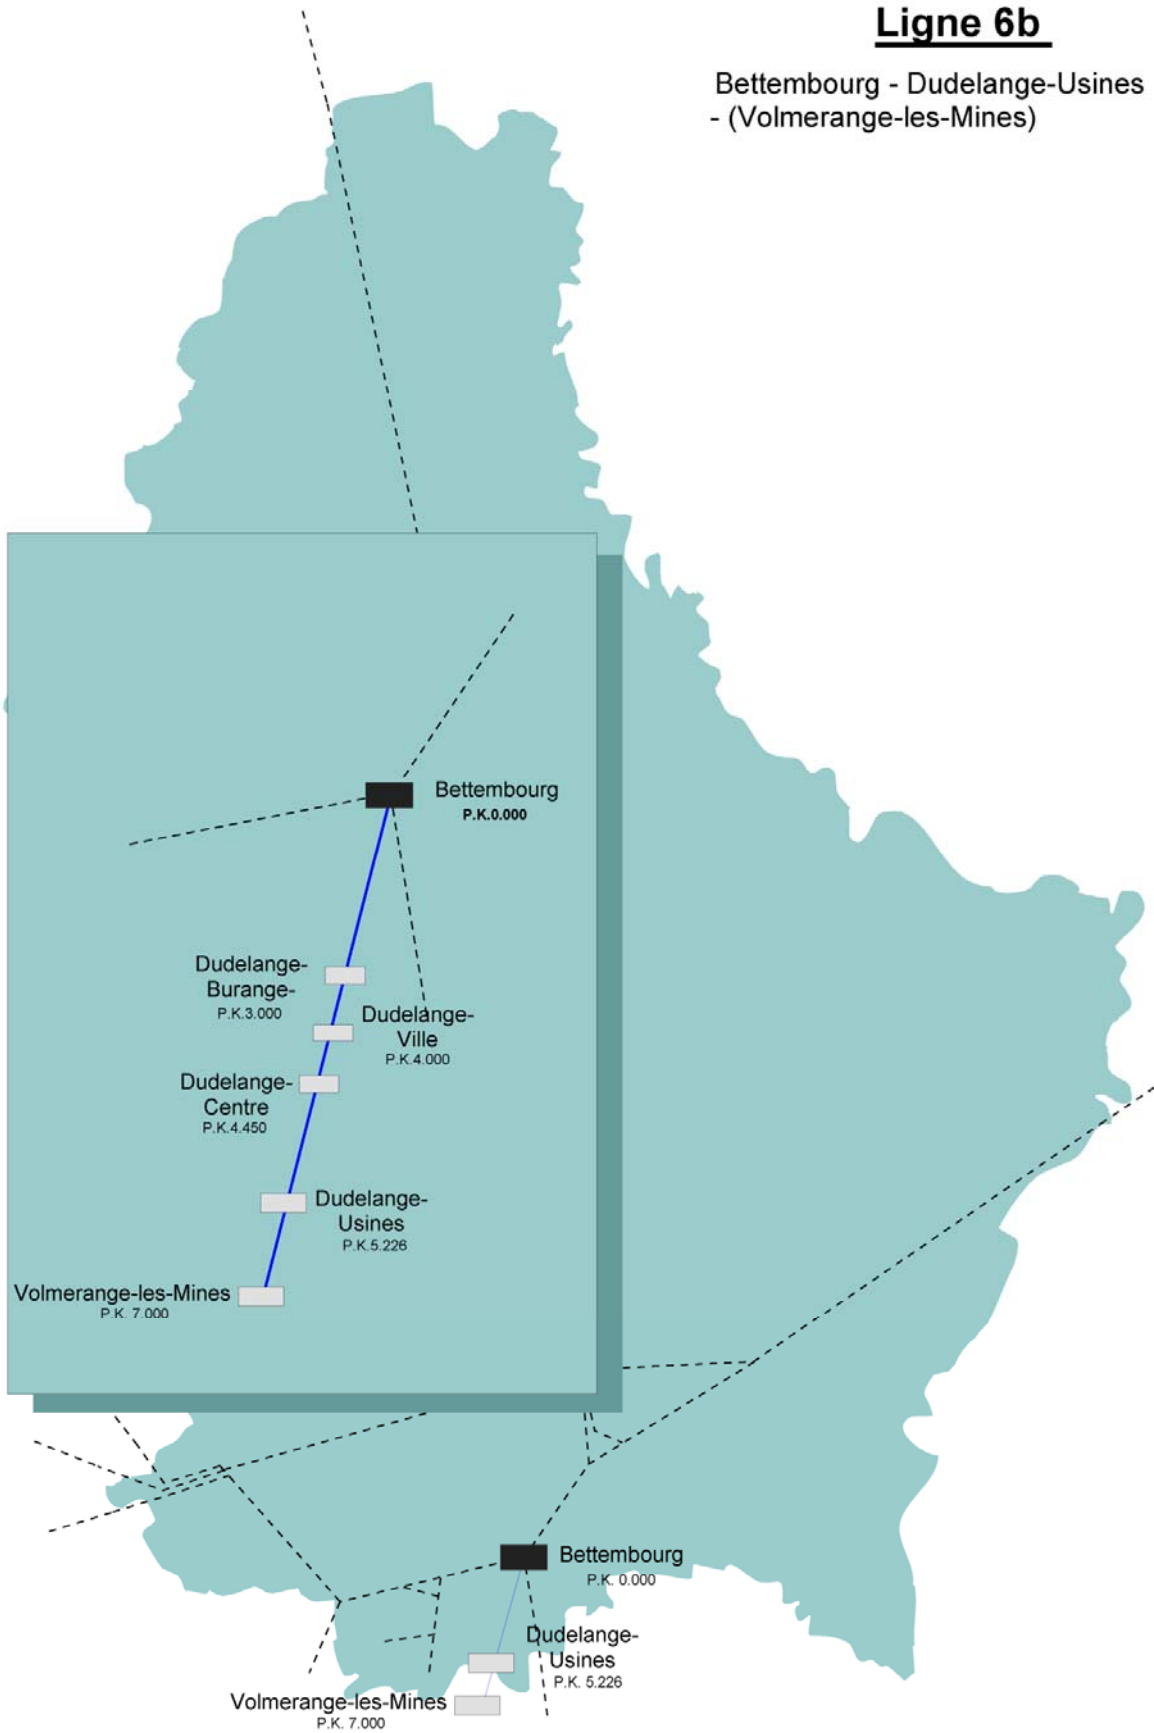 Ligne 6b
Bettembourg - Dudelange-Usines
- (Volmerange-les-Mines)
Bettembourg
P.K.0.000
Dudelange-
Burange-
P.K.3.000
Dudelange-
Ville
P.K.4.000
Dudelange-
Centre
P.K.4.450
Dudelange-
Usines
P.K.5.226
Volmerange-les-Mines
P.K. 7.000
Bettembourg
P.K. 0.000
Dudelange-
Usines
P.K. 5.226
Volmerange-les-Mines
P.K. 7.000